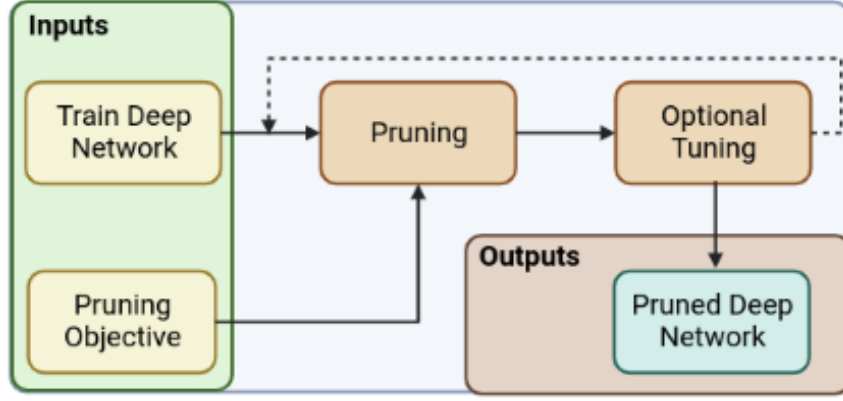 Inputs
Train Deep
Network
Pruning
Optional
Tuning
Pruning
Objective
Outputs
Pruned Deep
Network